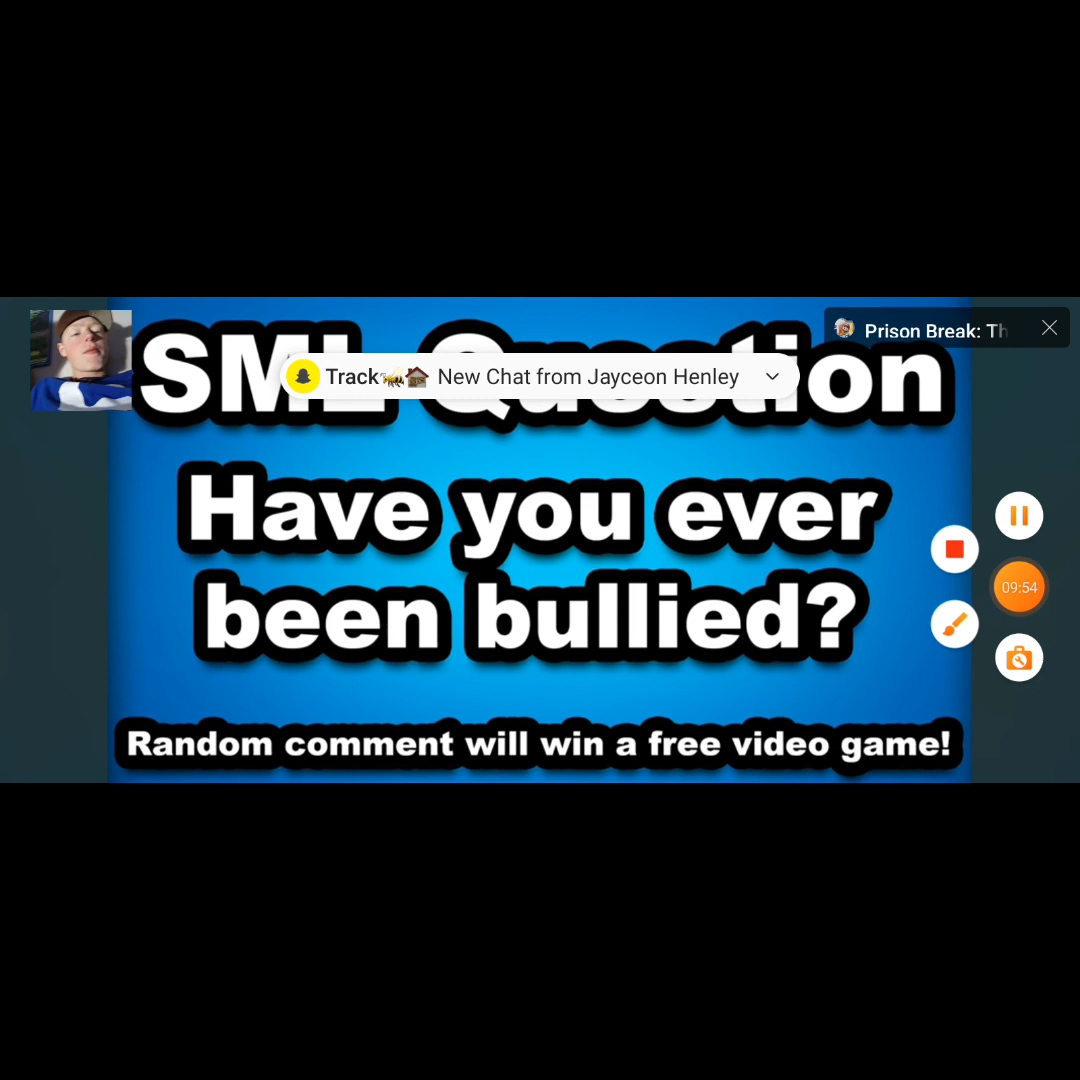 SML Question
Prison Break: Th
Track🐝🏠 New Chat from Jayceon Henley
Have you ever
been bullied?
09:54
Random comment will win a free video game!